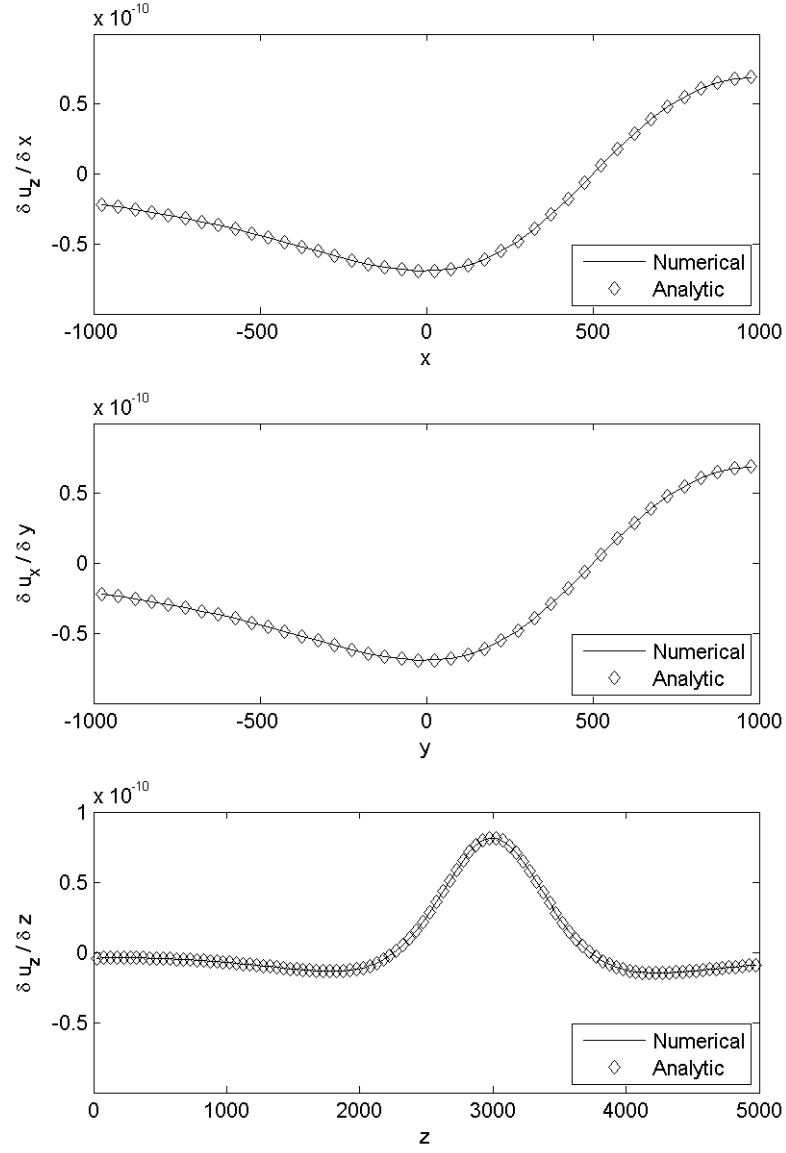 x 10⁻¹⁰
0.5
0
-0.5
δ u_z / δ x
-1000 -500 0 500 1000
x
Numerical
Analytic
x 10⁻¹⁰
0.5
0
-0.5
δ u_x / δ y
-1000 -500 0 500 1000
y
Numerical
Analytic
x 10⁻¹⁰
1
0.5
0
-0.5
δ u_z / δ z
0 1000 2000 3000 4000 5000
z
Numerical
Analytic